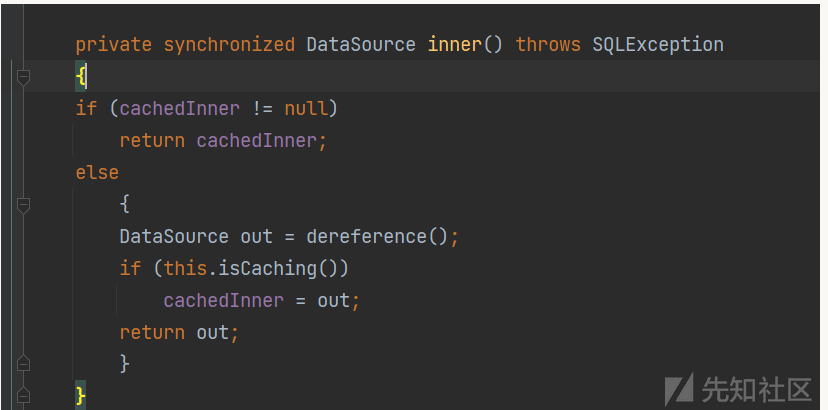 private synchronized DataSource inner() throws SQLException
{
if (cachedInner != null)
return cachedInner;
else
{
DataSource out = dereference();
if (this.isCaching())
cachedInner = out;
return out;
}
}
先知社区